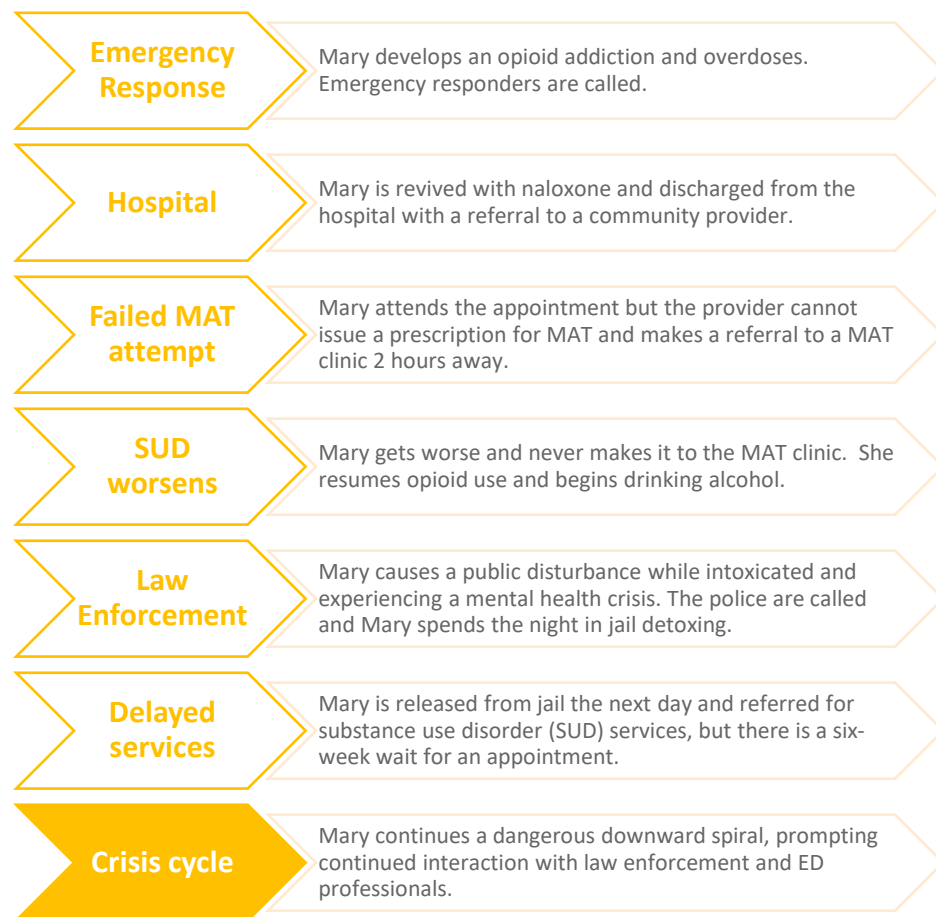 Emergency
Response
Mary develops an opioid addiction and overdoses.
Emergency responders are called.
Hospital
Mary is revived with naloxone and discharged from the
hospital with a referral to a community provider.
Failed MAT
attempt
Mary attends the appointment but the provider cannot
issue a prescription for MAT and makes a referral to a MAT
clinic 2 hours away.
SUD
worsens
Mary gets worse and never makes it to the MAT clinic.  She
resumes opioid use and begins drinking alcohol.
Law
Enforcement
Mary causes a public disturbance while intoxicated and
experiencing a mental health crisis. The police are called
and Mary spends the night in jail detoxing.
Delayed
services
Mary is released from jail the next day and referred for
substance use disorder (SUD) services, but there is a six-
week wait for an appointment.
Crisis cycle
Mary continues a dangerous downward spiral, prompting
continued interaction with law enforcement and ED
professionals.